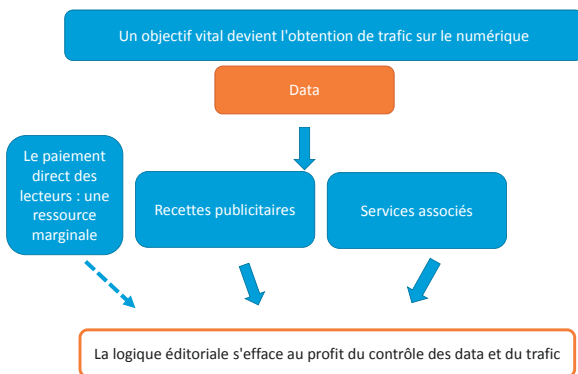 Un objectif vital devient l'obtention de trafic sur le numérique
Data
Le paiement
direct des
lecteurs : une
ressource
marginale
Recettes publicitaires
Services associés
La logique éditoriale s'efface au profit du contrôle des data et du trafic